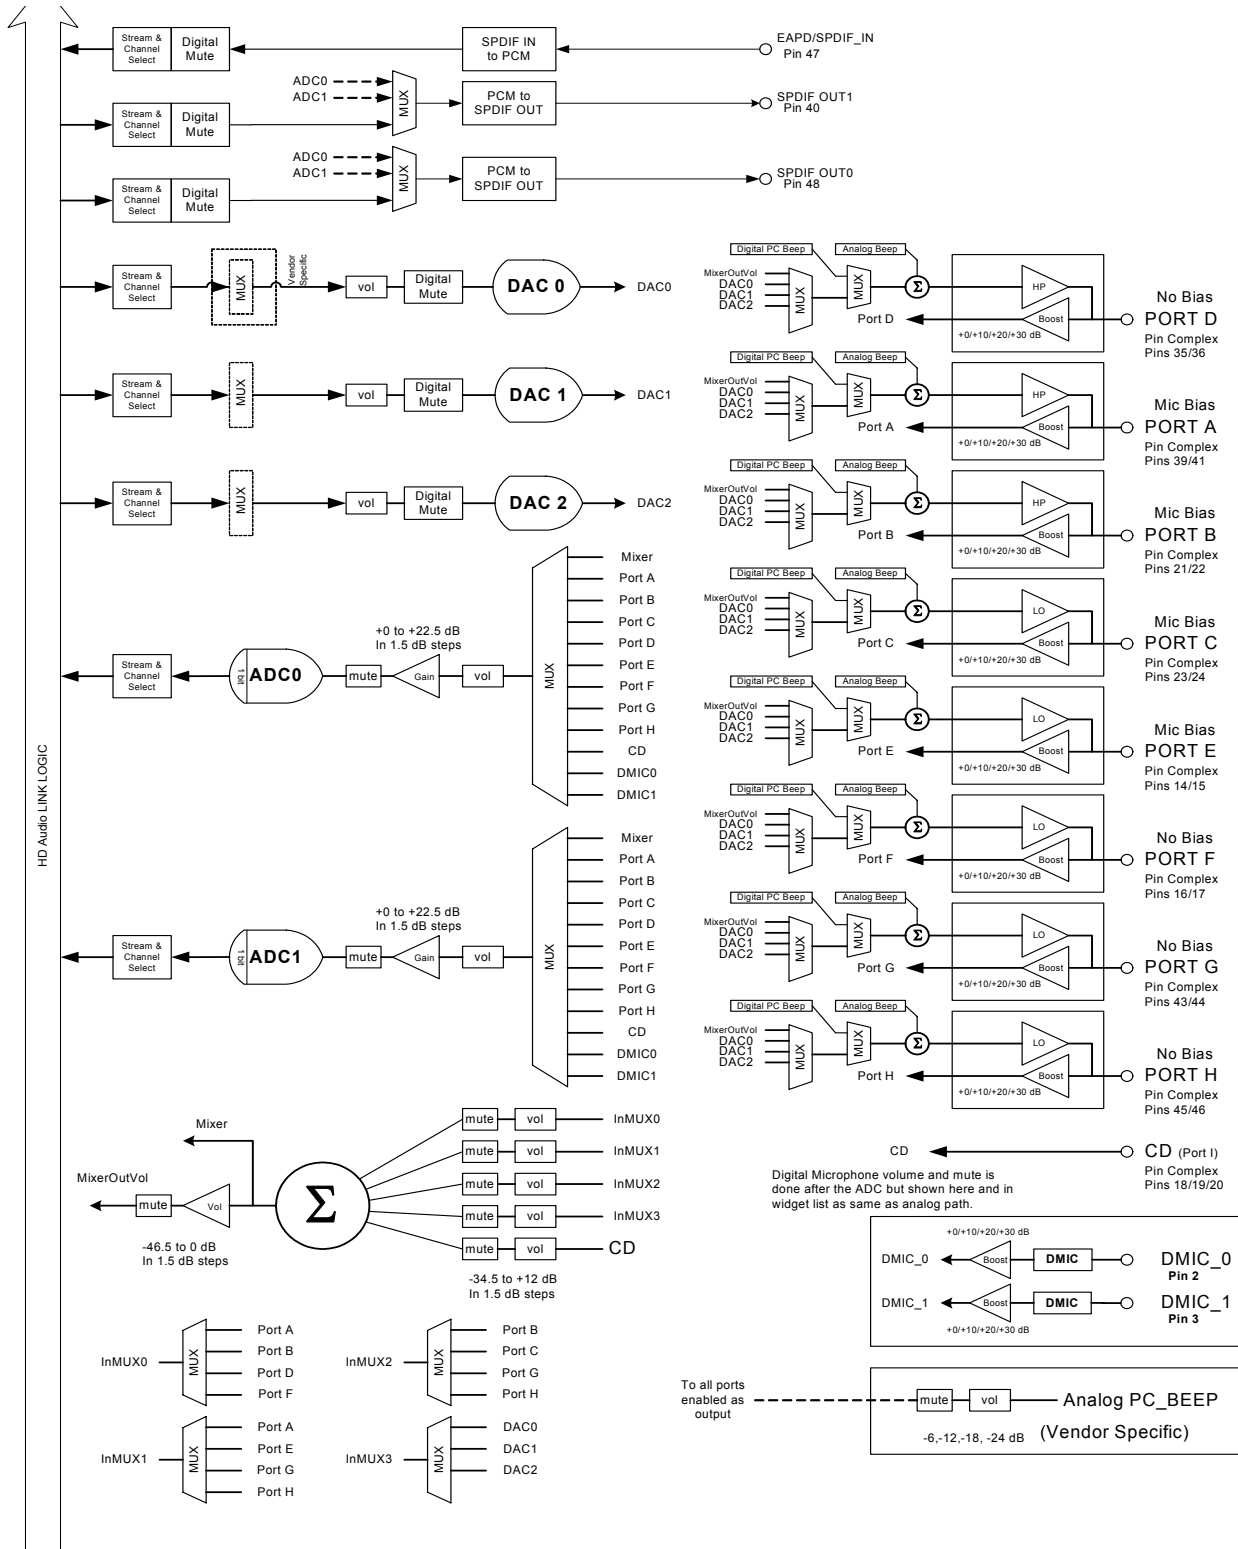 Stream &
Channel
Select
Digital
Mute
SPDIF IN
to PCM
EAPD/SPDIF_IN
Pin 47
ADC0
ADC1
MUX
PCM to
SPDIF OUT
SPDIF OUT1
Pin 40
Stream &
Channel
Select
Digital
Mute
ADC0
ADC1
MUX
PCM to
SPDIF OUT
SPDIF OUT0
Pin 48
Stream &
Channel
Select
Digital
Mute
Stream &
Channel
Select
MUX
Vendor
Specific
vol
Digital
Mute
DAC 0
DAC0
Stream &
Channel
Select
MUX
vol
Digital
Mute
DAC 1
DAC1
Stream &
Channel
Select
MUX
vol
Digital
Mute
DAC 2
DAC2
Digital PC Beep
Analog Beep
MixerOutVol
DAC0
DAC1
DAC2
MUX
MUX
Σ
HP
Port D
Boost
+0/+10/+20/+30 dB
No Bias
PORT D
Pin Complex
Pins 35/36
Digital PC Beep
Analog Beep
MixerOutVol
DAC0
DAC1
DAC2
MUX
MUX
Σ
HP
Port A
Boost
+0/+10/+20/+30 dB
Mic Bias
PORT A
Pin Complex
Pins 39/41
Digital PC Beep
Analog Beep
MixerOutVol
DAC0
DAC1
DAC2
MUX
MUX
Σ
HP
Port B
Boost
+0/+10/+20/+30 dB
Mic Bias
PORT B
Pin Complex
Pins 21/22
Digital PC Beep
Analog Beep
MixerOutVol
DAC0
DAC1
DAC2
MUX
MUX
Σ
LO
Port C
Boost
+0/+10/+20/+30 dB
Mic Bias
PORT C
Pin Complex
Pins 23/24
Digital PC Beep
Analog Beep
MixerOutVol
DAC0
DAC1
DAC2
MUX
MUX
Σ
LO
Port E
Boost
+0/+10/+20/+30 dB
Mic Bias
PORT E
Pin Complex
Pins 14/15
Digital PC Beep
Analog Beep
MixerOutVol
DAC0
DAC1
DAC2
MUX
MUX
Σ
LO
Port F
Boost
+0/+10/+20/+30 dB
No Bias
PORT F
Pin Complex
Pins 16/17
Digital PC Beep
Analog Beep
MixerOutVol
DAC0
DAC1
DAC2
MUX
MUX
Σ
LO
Port G
Boost
+0/+10/+20/+30 dB
No Bias
PORT G
Pin Complex
Pins 43/44
Digital PC Beep
Analog Beep
MixerOutVol
DAC0
DAC1
DAC2
MUX
MUX
Σ
LO
Port H
Boost
+0/+10/+20/+30 dB
No Bias
PORT H
Pin Complex
Pins 45/46
HD Audio LINK LOGIC
Stream &
Channel
Select
1 bit
ADC0
mute
+0 to +22.5 dB
In 1.5 dB steps
Gain
vol
MUX
Mixer
Port A
Port B
Port C
Port D
Port E
Port F
Port G
Port H
CD
DMIC0
DMIC1
Stream &
Channel
Select
1 bit
ADC1
mute
+0 to +22.5 dB
In 1.5 dB steps
Gain
vol
MUX
Mixer
Port A
Port B
Port C
Port D
Port E
Port F
Port G
Port H
CD
DMIC0
DMIC1
Mixer
MixerOutVol
mute
Vol
-46.5 to 0 dB
In 1.5 dB steps
Σ
mute
vol
InMUX0
mute
vol
InMUX1
mute
vol
InMUX2
mute
vol
InMUX3
mute
vol
CD
-34.5 to +12 dB
In 1.5 dB steps
CD
CD (Port I)
Pin Complex
Pins 18/19/20
Digital Microphone volume and mute is
done after the ADC but shown here and in
widget list as same as analog path.
+0/+10/+20/+30 dB
DMIC_0
Boost
DMIC
DMIC_0
Pin 2
DMIC_1
Boost
DMIC
DMIC_1
Pin 3
+0/+10/+20/+30 dB
InMUX0
MUX
Port A
Port B
Port D
Port F
InMUX2
MUX
Port B
Port C
Port G
Port H
InMUX1
MUX
Port A
Port E
Port G
Port H
InMUX3
MUX
DAC0
DAC1
DAC2
To all ports
enabled as
output
mute
vol
Analog PC_BEEP
-6,-12,-18, -24 dB
(Vendor Specific)